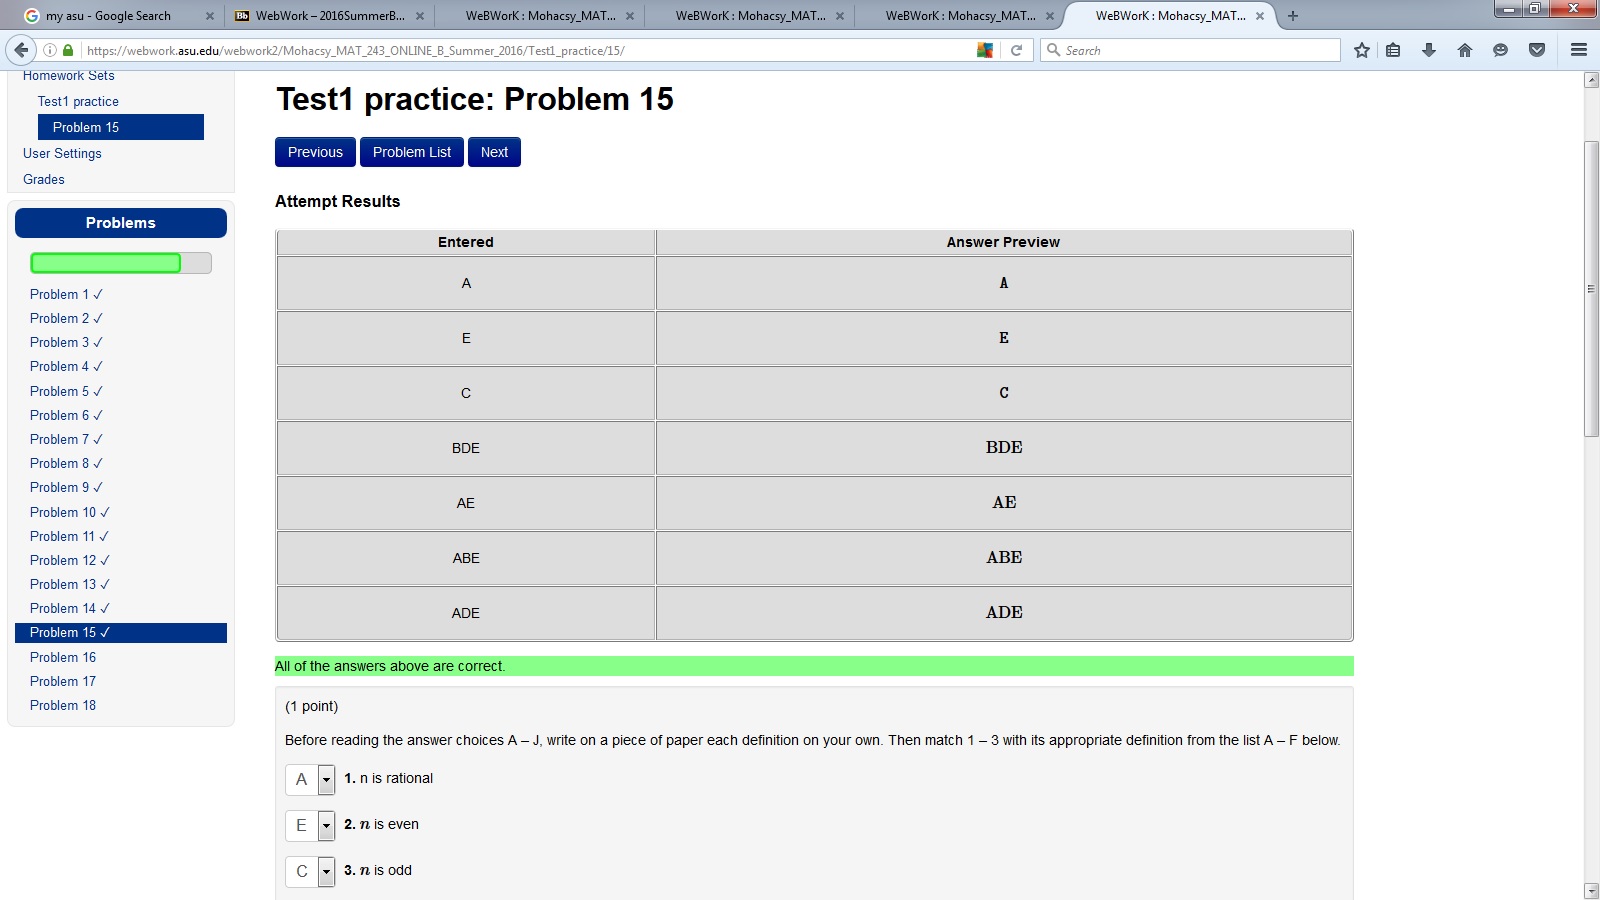 my asu - Google Search
WebWork – 2016SummerB...
WeBWorK : Mohacsy_MAT...
WeBWorK : Mohacsy_MAT...
WeBWorK : Mohacsy_MAT...
WeBWorK : Mohacsy_MAT...
https://webwork.asu.edu/webwork2/Mohacsy_MAT_243_ONLINE_B_Summer_2016/Test1_practice/15/
Search
Homework Sets
Test1 practice
Problem 15
User Settings
Grades
Problems
Problem 1 ✓
Problem 2 ✓
Problem 3 ✓
Problem 4 ✓
Problem 5 ✓
Problem 6 ✓
Problem 7 ✓
Problem 8 ✓
Problem 9 ✓
Problem 10 ✓
Problem 11 ✓
Problem 12 ✓
Problem 13 ✓
Problem 14 ✓
Problem 15 ✓
Problem 16
Problem 17
Problem 18
Test1 practice: Problem 15
Previous Problem List Next
Attempt Results
Entered Answer Preview
A A
E E
C C
BDE BDE
AE AE
ABE ABE
ADE ADE
All of the answers above are correct.
(1 point)
Before reading the answer choices A – J, write on a piece of paper each definition on your own. Then match 1 – 3 with its appropriate definition from the list A – F below.
A 1. n is rational
E 2. n is even
C 3. n is odd